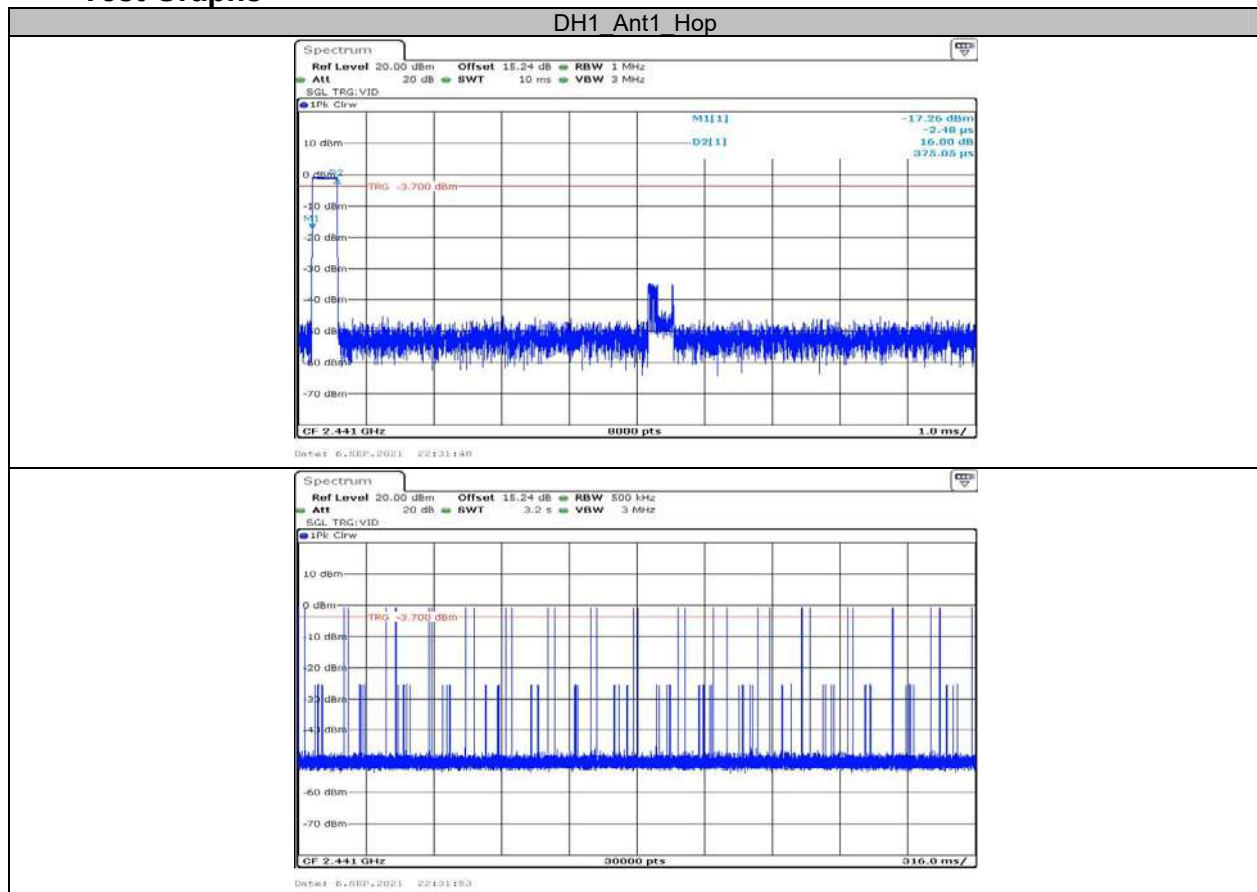 DH1_Ant1_Hop
Spectrum
Ref Level 20.00 dBm Offset 15.24 dB RBW 1 MHz
Att 20 dB SWT 10 ms VBW 3 MHz
SGL TRG:VID
1Pk Clrw
M1[1] -17.26 dBm
-2.48 µs
D2[1] 16.00 dB
375.05 µs
10 dBm
0 dBm
D2
TRG -3.700 dBm
-10 dBm
M1
-20 dBm
-30 dBm
-40 dBm
-60 dBm
-70 dBm
CF 2.441 GHz 8000 pts 1.0 ms/
Date: 6.SEP.2021 22:31:48
Spectrum
Ref Level 20.00 dBm Offset 15.24 dB RBW 500 kHz
Att 20 dB SWT 3.2 s VBW 3 MHz
SGL TRG:VID
1Pk Clrw
10 dBm
0 dBm
TRG -3.700 dBm
-10 dBm
-20 dBm
-30 dBm
-40 dBm
-60 dBm
-70 dBm
CF 2.441 GHz 30000 pts 316.0 ms/
Date: 6.SEP.2021 22:31:53